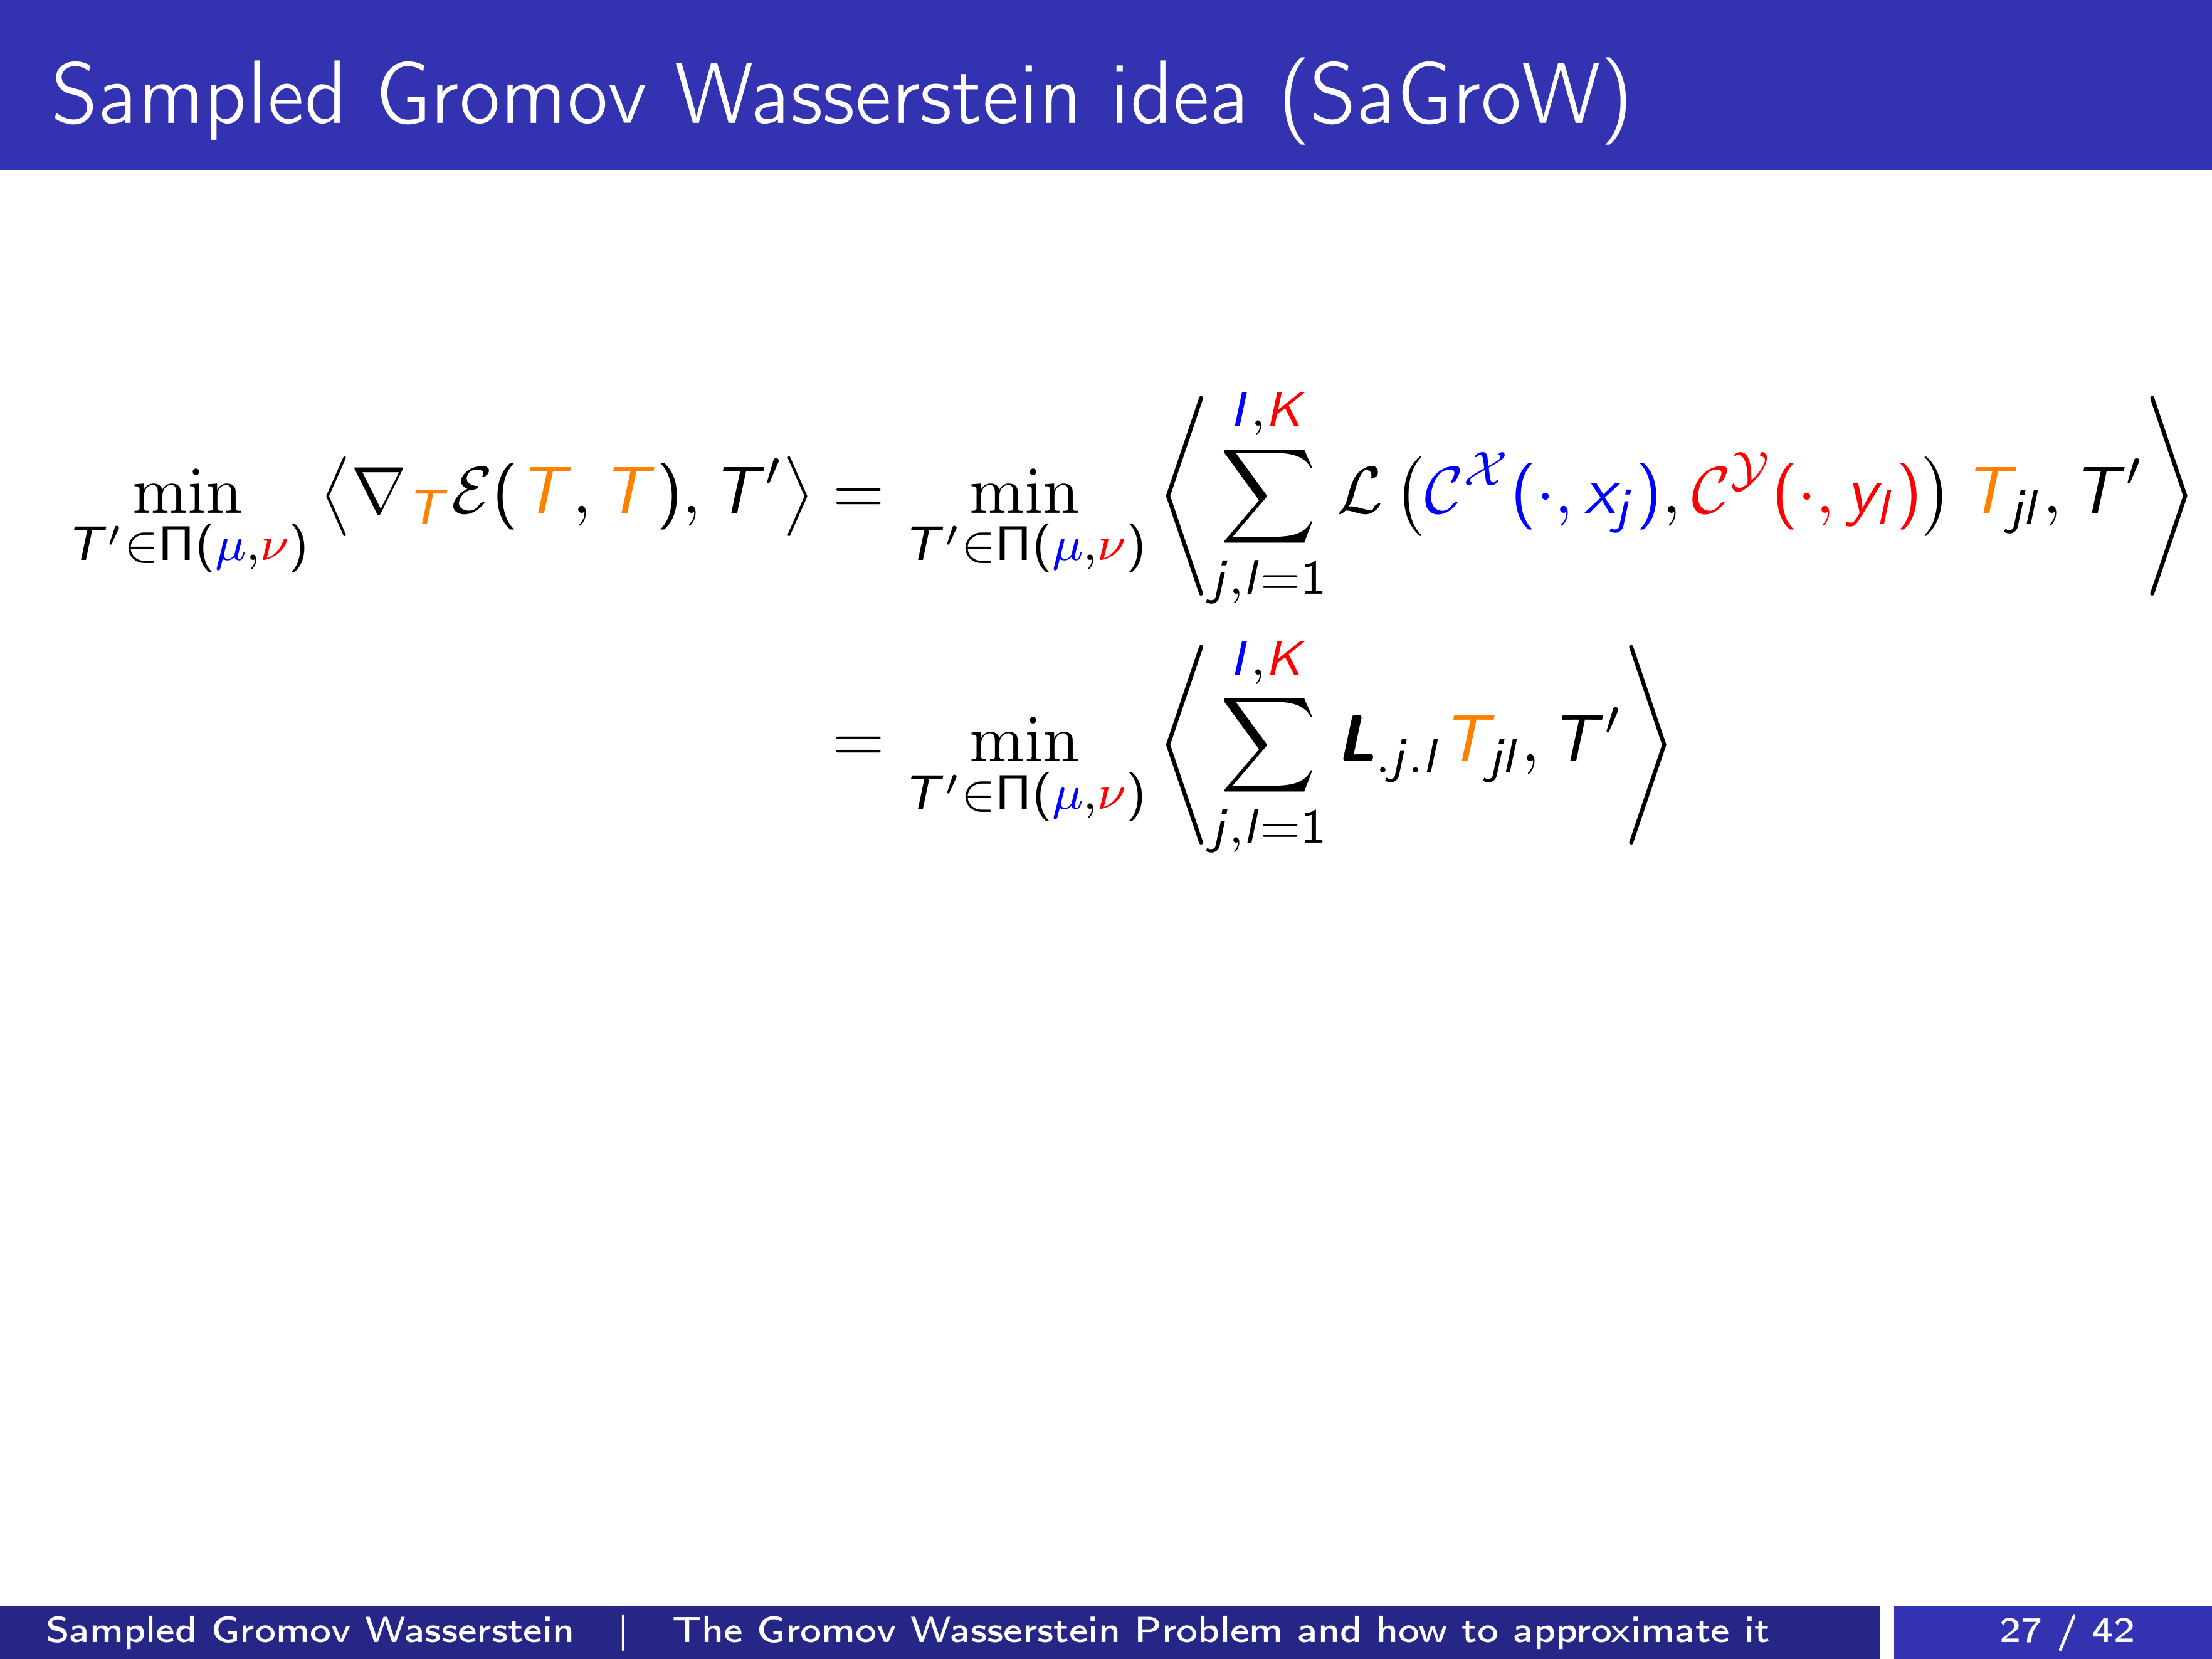 Sampled Gromov Wasserstein idea (SaGroW)
$\min_{T' \in \Pi(\mu,\nu)} \langle \nabla_T \mathcal{E}(T, T), T' \rangle = \min_{T' \in \Pi(\mu,\nu)} \left\langle \sum_{j,l=1}^{I,K} \mathcal{L}\left(\mathcal{C}^{\mathcal{X}}(\cdot, x_j), \mathcal{C}^{\mathcal{Y}}(\cdot, y_l)\right) T_{jl}, T' \right\rangle$
$= \min_{T' \in \Pi(\mu,\nu)} \left\langle \sum_{j,l=1}^{I,K} \boldsymbol{L}_{.j.l} T_{jl}, T' \right\rangle$
Sampled Gromov Wasserstein | The Gromov Wasserstein Problem and how to approximate it 27 / 42